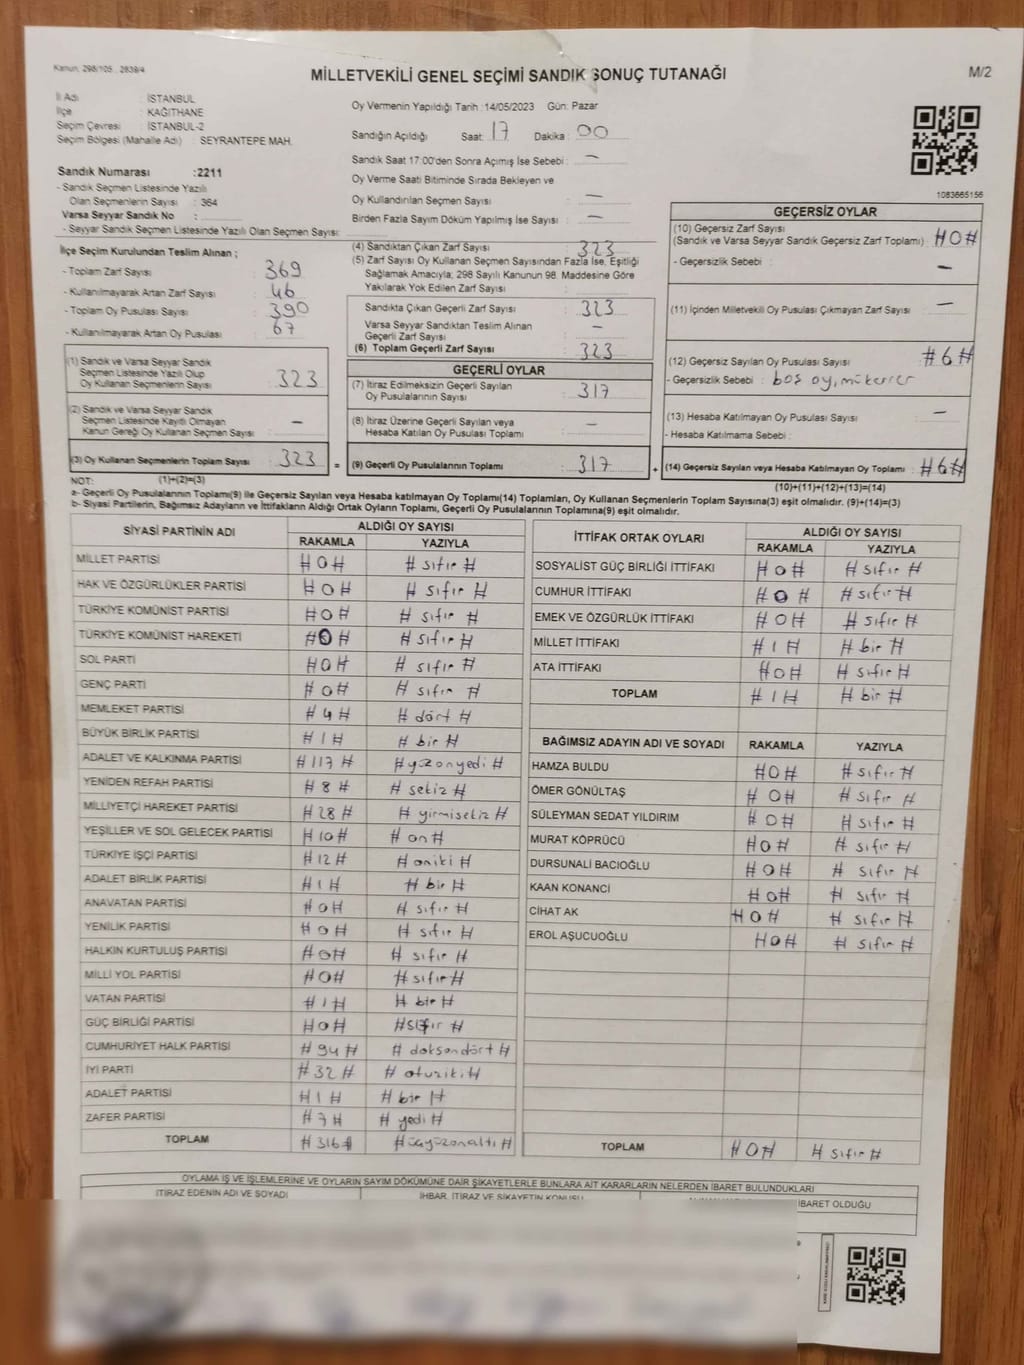 Kanun, 298/105 , 2839/4
MİLLETVEKİLİ GENEL SEÇİMİ SANDIK SONUÇ TUTANAĞI
M/2
İl Adı : İSTANBUL
İlçe : KAĞITHANE
Seçim Çevresi : İSTANBUL-2
Seçim Bölgesi (Mahalle Adı) : SEYRANTEPE MAH.
Sandık Numarası :2211
- Sandık Seçmen Listesinde Yazılı
Olan Seçmenlerin Sayısı : 364
Varsa Seyyar Sandık No :
- Seyyar Sandık Seçmen Listesinde Yazılı Olan Seçmen Sayısı:
Oy Vermenin Yapıldığı Tarih :14/05/2023 Gün: Pazar
Sandığın Açıldığı Saat: 17 Dakika : 00
Sandık Saat 17:00'den Sonra Açımış İse Sebebi : —
Oy Verme Saati Bitiminde Sırada Bekleyen ve
Oy Kullandırılan Seçmen Sayısı : —
Birden Fazla Sayım Döküm Yapılmış İse Sayısı : —
1083665156
İlçe Seçim Kurulundan Teslim Alınan ;
- Toplam Zarf Sayısı : 369
- Kullanılmayarak Artan Zarf Sayısı : 46
- Toplam Oy Pusulası Sayısı : 390
- Kullanılmayarak Artan Oy Pusulası : 67
(1) Sandık ve Varsa Seyyar Sandık
Seçmen Listesinde Yazılı Olup
Oy Kullanan Seçmenlerin Sayısı : 323
(2) Sandık ve Varsa Seyyar Sandık
Seçmen Listesinde Kayıtlı Olmayan
Kanun Gereği Oy Kullanan Seçmen Sayısı : —
(3) Oy Kullanan Seçmenlerin Toplam Sayısı : 323 =
(4) Sandıktan Çıkan Zarf Sayısı : 323
(5) Zarf Sayısı Oy Kullanan Seçmen Sayısından Fazla İse, Eşitliği
Sağlamak Amacıyla; 298 Sayılı Kanunun 98. Maddesine Göre
Yakılarak Yok Edilen Zarf Sayısı :
Sandıkta Çıkan Geçerli Zarf Sayısı : 323
Varsa Seyyar Sandıktan Teslim Alınan
Geçerli Zarf Sayısı : —
(6) Toplam Geçerli Zarf Sayısı : 323
GEÇERLİ OYLAR
(7) İtiraz Edilmeksizin Geçerli Sayılan
Oy Pusulalarının Sayısı : 317
(8) İtiraz Üzerine Geçerli Sayılan veya
Hesaba Katılan Oy Pusulası Toplamı : —
(9) Geçerli Oy Pusulalarının Toplamı : 317 +
GEÇERSİZ OYLAR
(10) Geçersiz Zarf Sayısı
(Sandık ve Varsa Seyyar Sandık Geçersiz Zarf Toplamı) : #0#
- Geçersizlik Sebebi : —
(11) İçinden Milletvekili Oy Pusulası Çıkmayan Zarf Sayısı : —
(12) Geçersiz Sayılan Oy Pusulası Sayısı : #6#
- Geçersizlik Sebebi : boş oy, mükerrer
(13) Hesaba Katılmayan Oy Pusulası Sayısı : —
- Hesaba Katılmama Sebebi :
(14) Geçersiz Sayılan veya Hesaba Katılmayan Oy Toplamı : #6#
NOT: (1)+(2)=(3)
(10)+(11)+(12)+(13)=(14)
a- Geçerli Oy Pusulalarının Toplamı(9) ile Geçersiz Sayılan veya Hesaba katılmayan Oy Toplamı(14) Toplamları, Oy Kullanan Seçmenlerin Toplam Sayısına(3) eşit olmalıdır. (9)+(14)=(3)
b- Siyasi Partilerin, Bağımsız Adayların ve İttifakların Aldığı Ortak Oyların Toplamı, Geçerli Oy Pusulalarının Toplamına(9) eşit olmalıdır.
SİYASİ PARTİNİN ADI ALDIĞI OY SAYISI
RAKAMLA YAZIYLA
MİLLET PARTİSİ #0# #sıfır#
HAK VE ÖZGÜRLÜKLER PARTİSİ #0# #sıfır#
TÜRKİYE KOMÜNİST PARTİSİ #0# #sıfır#
TÜRKİYE KOMÜNİST HAREKETİ #0# #sıfır#
SOL PARTİ #0# #sıfır#
GENÇ PARTİ #0# #sıfır#
MEMLEKET PARTİSİ #4# #dört#
BÜYÜK BİRLİK PARTİSİ #1# #bir#
ADALET VE KALKINMA PARTİSİ #117# #yüzonyedi#
YENİDEN REFAH PARTİSİ #8# #sekiz#
MİLLİYETÇİ HAREKET PARTİSİ #28# #yirmisekiz#
YEŞİLLER VE SOL GELECEK PARTİSİ #10# #on#
TÜRKİYE İŞÇİ PARTİSİ #12# #oniki#
ADALET BİRLİK PARTİSİ #1# #bir#
ANAVATAN PARTİSİ #0# #sıfır#
YENİLİK PARTİSİ #0# #sıfır#
HALKIN KURTULUŞ PARTİSİ #0# #sıfır#
MİLLİ YOL PARTİSİ #0# #sıfır#
VATAN PARTİSİ #1# #bir#
GÜÇ BİRLİĞİ PARTİSİ #0# #sıfır#
CUMHURİYET HALK PARTİSİ #94# #doksandört#
İYİ PARTİ #32# #otuziki#
ADALET PARTİSİ #1# #bir#
ZAFER PARTİSİ #7# #yedi#
TOPLAM #316# #üçyüzonaltı#
İTTİFAK ORTAK OYLARI ALDIĞI OY SAYISI
RAKAMLA YAZIYLA
SOSYALİST GÜÇ BİRLİĞİ İTTİFAKI #0# #sıfır#
CUMHUR İTTİFAKI #0# #sıfır#
EMEK VE ÖZGÜRLÜK İTTİFAKI #0# #sıfır#
MİLLET İTTİFAKI #1# #bir#
ATA İTTİFAKI #0# #sıfır#
TOPLAM #1# #bir#
BAĞIMSIZ ADAYIN ADI VE SOYADI RAKAMLA YAZIYLA
HAMZA BULDU #0# #sıfır#
ÖMER GÖNÜLTAŞ #0# #sıfır#
SÜLEYMAN SEDAT YILDIRIM #0# #sıfır#
MURAT KÖPRÜCÜ #0# #sıfır#
DURSUNALİ BACIOĞLU #0# #sıfır#
KAAN KONANCİ #0# #sıfır#
CİHAT AK #0# #sıfır#
EROL AŞUCUOĞLU #0# #sıfır#
TOPLAM #0# #sıfır#
OYLAMA İŞ VE İŞLEMLERİNE VE OYLARIN SAYIM DÖKÜMÜNE DAİR ŞİKAYETLERLE BUNLARA AİT KARARLARIN NELERDEN İBARET BULUNDUKLARI
İTİRAZ EDENİN ADI VE SOYADI İHBAR, İTİRAZ VE ŞİKAYETİN KONUSU İBARET OLDUĞU